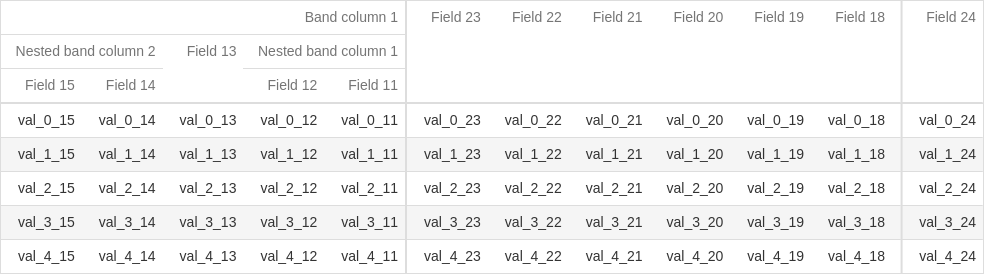 Band column 1 Field 23 Field 22 Field 21 Field 20 Field 19 Field 18 Field 24
Nested band column 2 Field 13 Nested band column 1
Field 15 Field 14 Field 12 Field 11
val_0_15 val_0_14 val_0_13 val_0_12 val_0_11 val_0_23 val_0_22 val_0_21 val_0_20 val_0_19 val_0_18 val_0_24
val_1_15 val_1_14 val_1_13 val_1_12 val_1_11 val_1_23 val_1_22 val_1_21 val_1_20 val_1_19 val_1_18 val_1_24
val_2_15 val_2_14 val_2_13 val_2_12 val_2_11 val_2_23 val_2_22 val_2_21 val_2_20 val_2_19 val_2_18 val_2_24
val_3_15 val_3_14 val_3_13 val_3_12 val_3_11 val_3_23 val_3_22 val_3_21 val_3_20 val_3_19 val_3_18 val_3_24
val_4_15 val_4_14 val_4_13 val_4_12 val_4_11 val_4_23 val_4_22 val_4_21 val_4_20 val_4_19 val_4_18 val_4_24